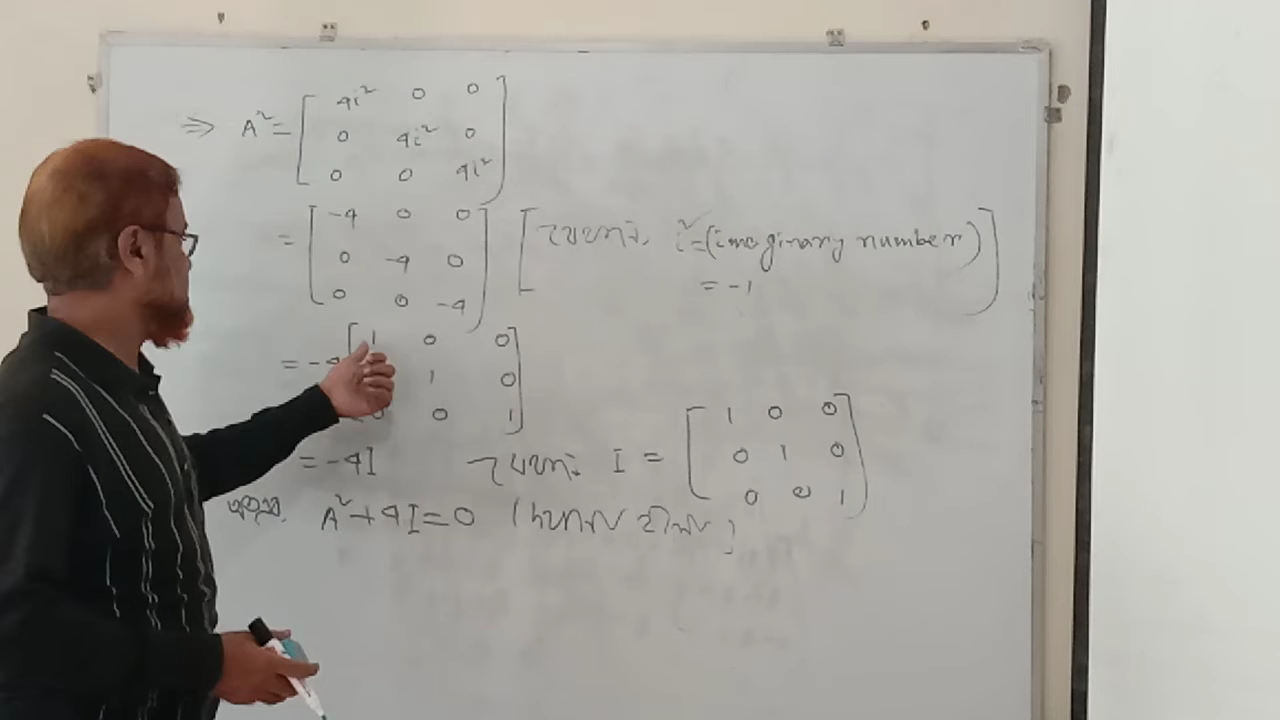 ⇒ A² = [ 4i² 0 0
0 4i² 0
0 0 4i² ]
= [ -4 0 0
0 -4 0
0 0 -4 ] [ যেখানে, i² = (imaginary number)
= -1 ]
= -4 [ 1 0 0
1 0
0 0 1 ]
= -4I যেখানে I = [ 1 0 0
0 1 0
0 0 1 ]
A² + 4I = 0 (